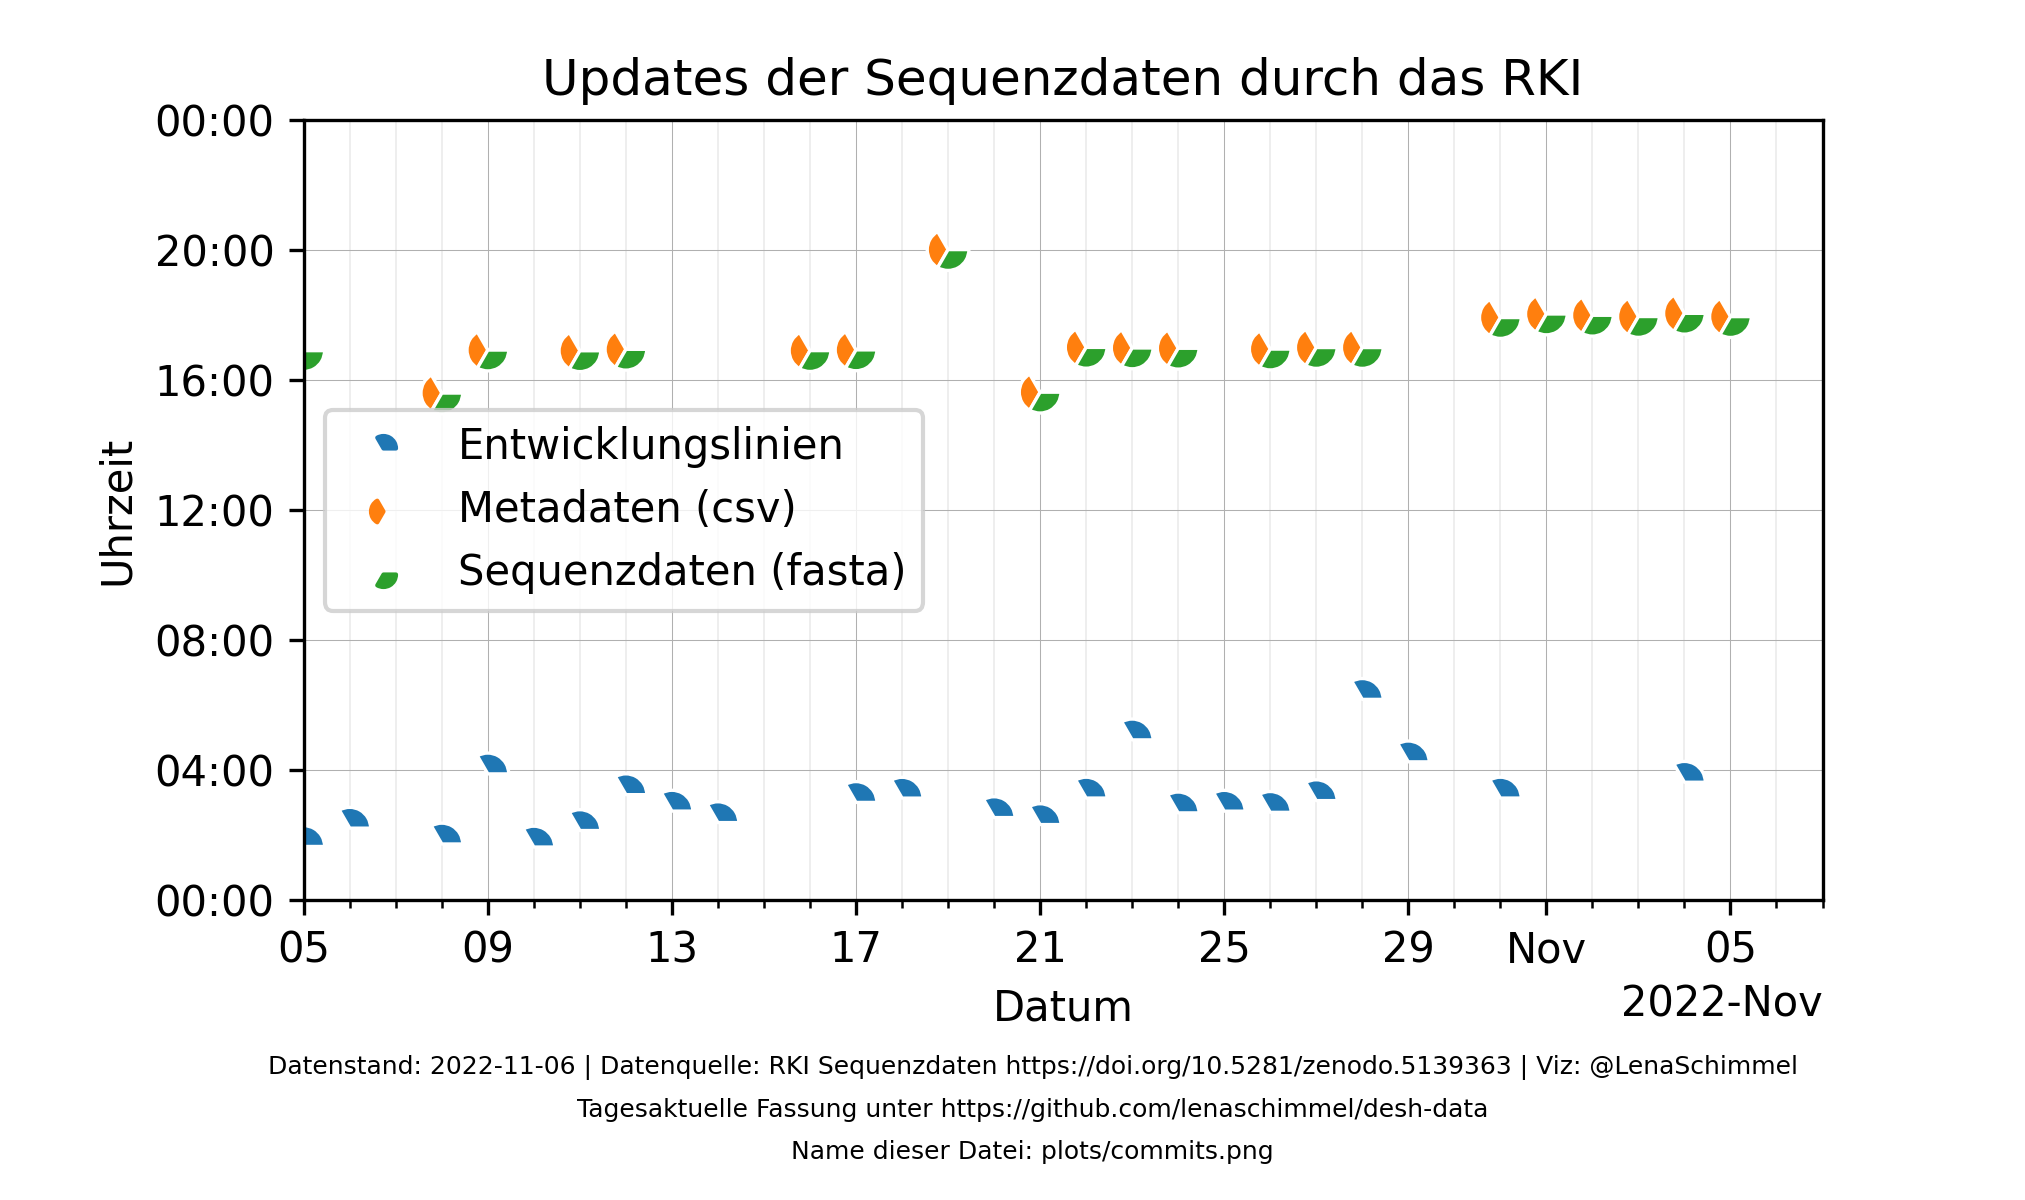 Updates der Sequenzdaten durch das RKI
00:00
20:00
16:00
12:00
08:00
04:00
00:00
Uhrzeit
Entwicklungslinien
Metadaten (csv)
Sequenzdaten (fasta)
05 09 13 17 21 25 29 Nov 05
Datum
2022-Nov
Datenstand: 2022-11-06 | Datenquelle: RKI Sequenzdaten https://doi.org/10.5281/zenodo.5139363 | Viz: @LenaSchimmel
Tagesaktuelle Fassung unter https://github.com/lenaschimmel/desh-data
Name dieser Datei: plots/commits.png